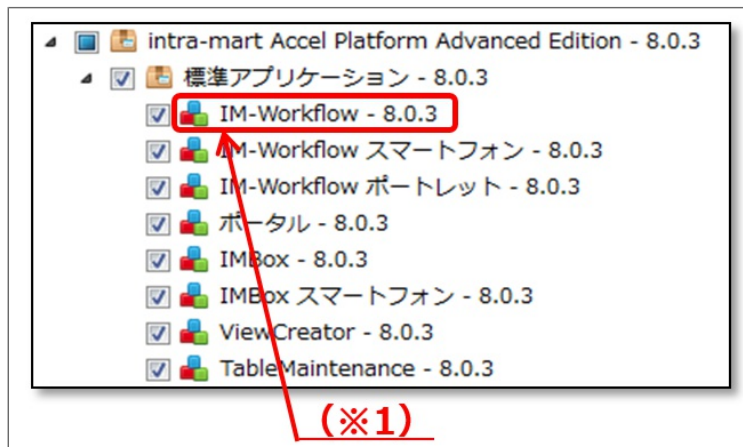 intra-mart Accel Platform Advanced Edition - 8.0.3
標準アプリケーション - 8.0.3
IM-Workflow - 8.0.3
IM-Workflow スマートフォン - 8.0.3
IM-Workflow ポートレット - 8.0.3
ポータル - 8.0.3
IMBox - 8.0.3
IMBox スマートフォン - 8.0.3
ViewCreator - 8.0.3
TableMaintenance - 8.0.3
(※1)